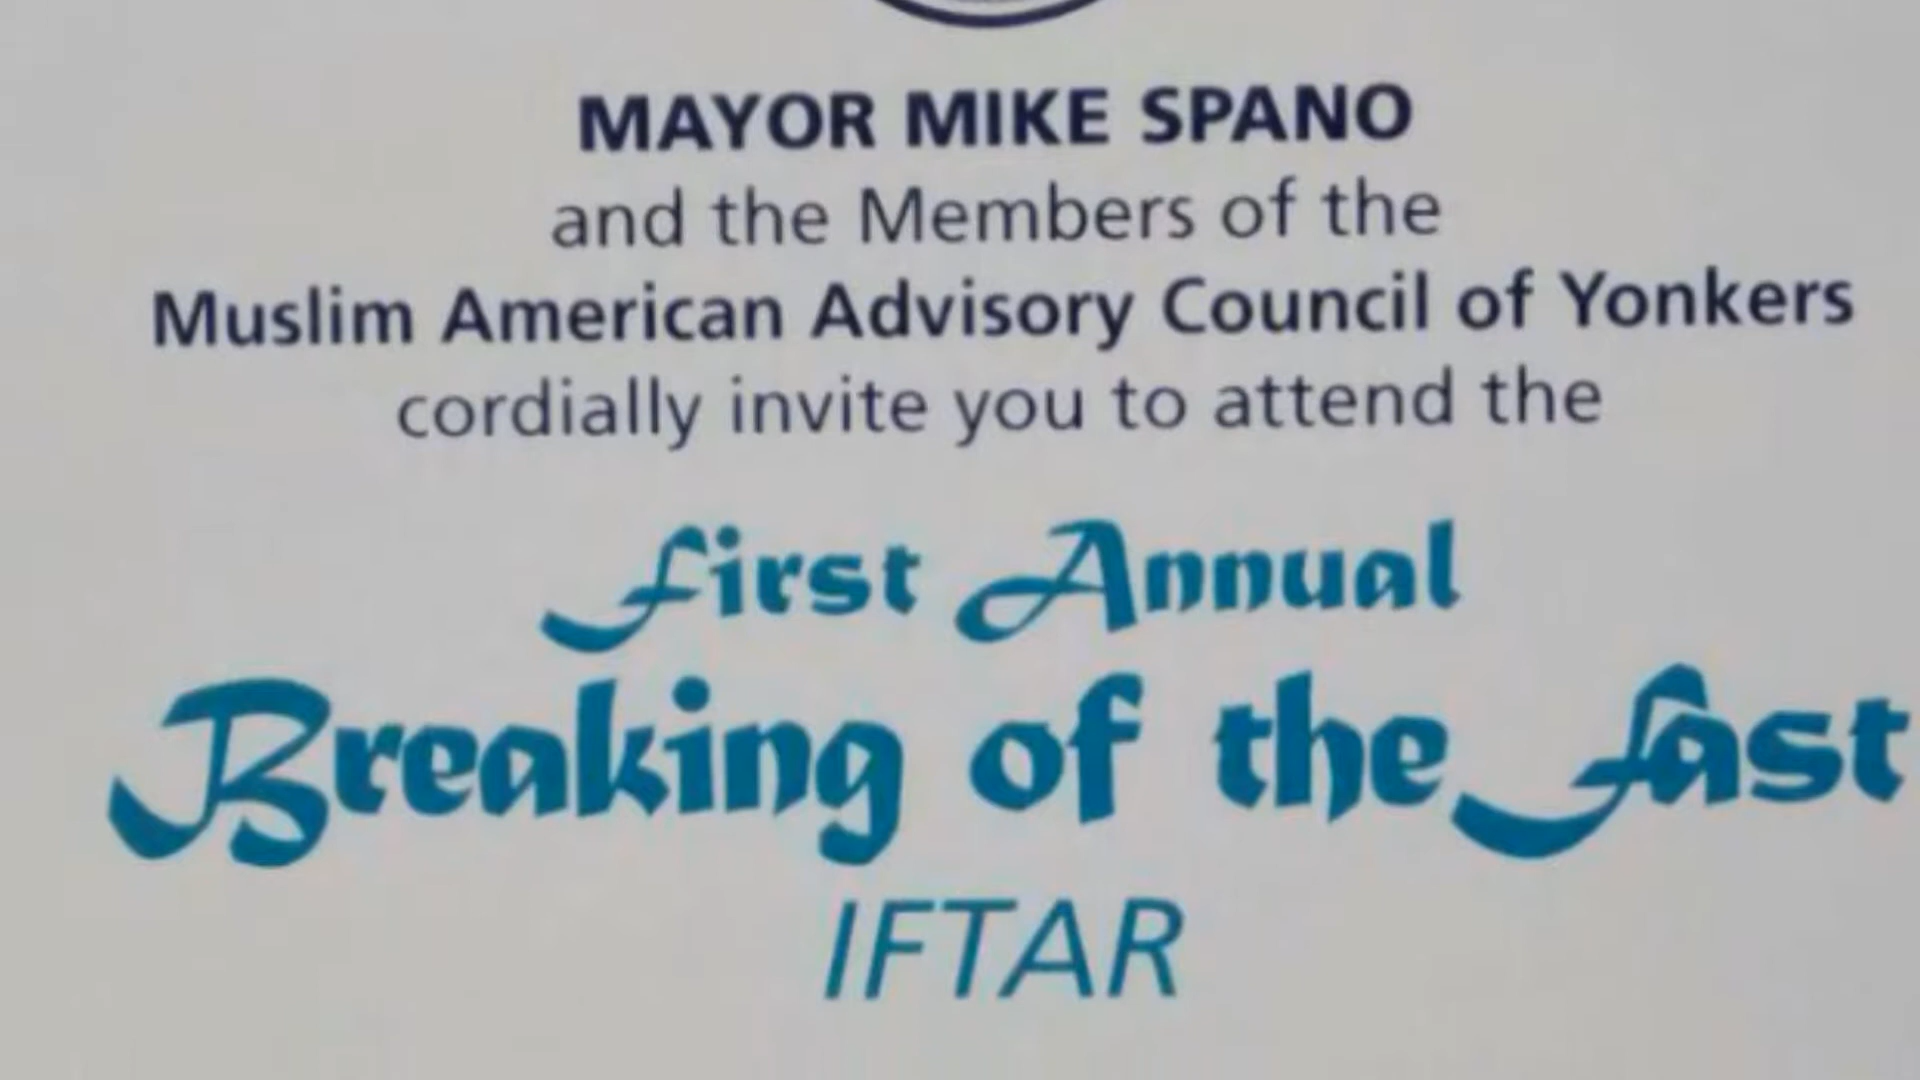 MAYOR MIKE SPANO
and the Members of the
Muslim American Advisory Council of Yonkers
cordially invite you to attend the
First Annual
Breaking of the Fast
IFTAR